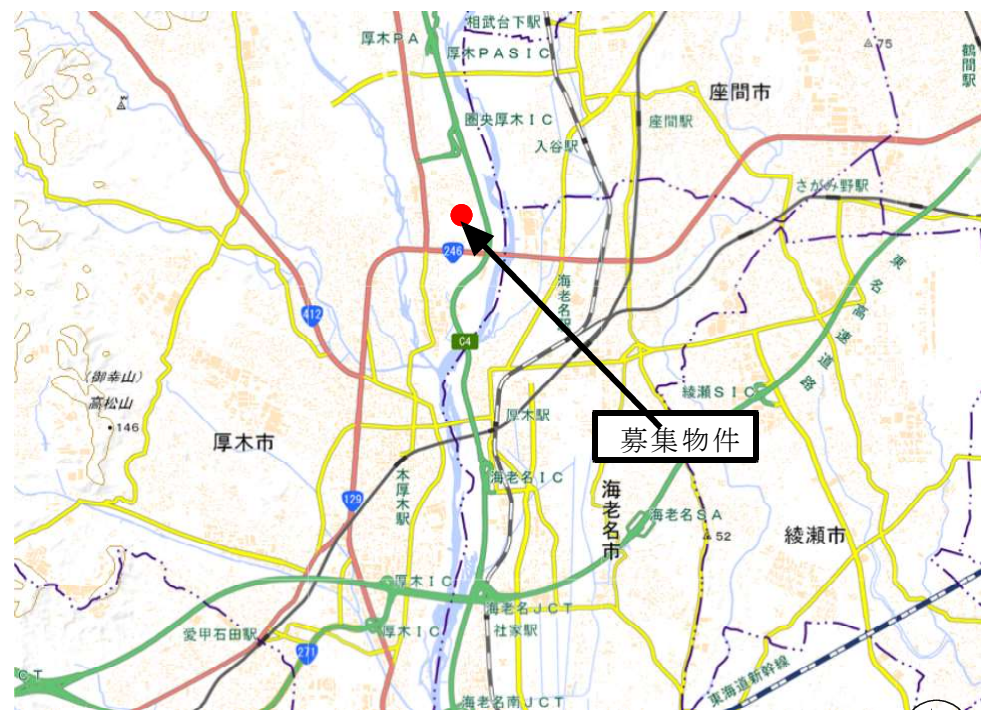 相武台下駅
厚木PA
厚木PASIC
75
鶴間駅
座間市
圏央厚木IC
座間駅
入谷駅
さがみ野駅
246
海老名駅
東名高速道路
412
C4
(御幸山)
高松山
146
綾瀬SIC
厚木駅
募集物件
厚木市
本厚木駅
海老名IC
129
海老名市
海老名SA
52
綾瀬市
厚木IC
海老名JCT
厚木IC
社家駅
愛甲石田駅
271
CT
東海道新幹線
海老名南JCT